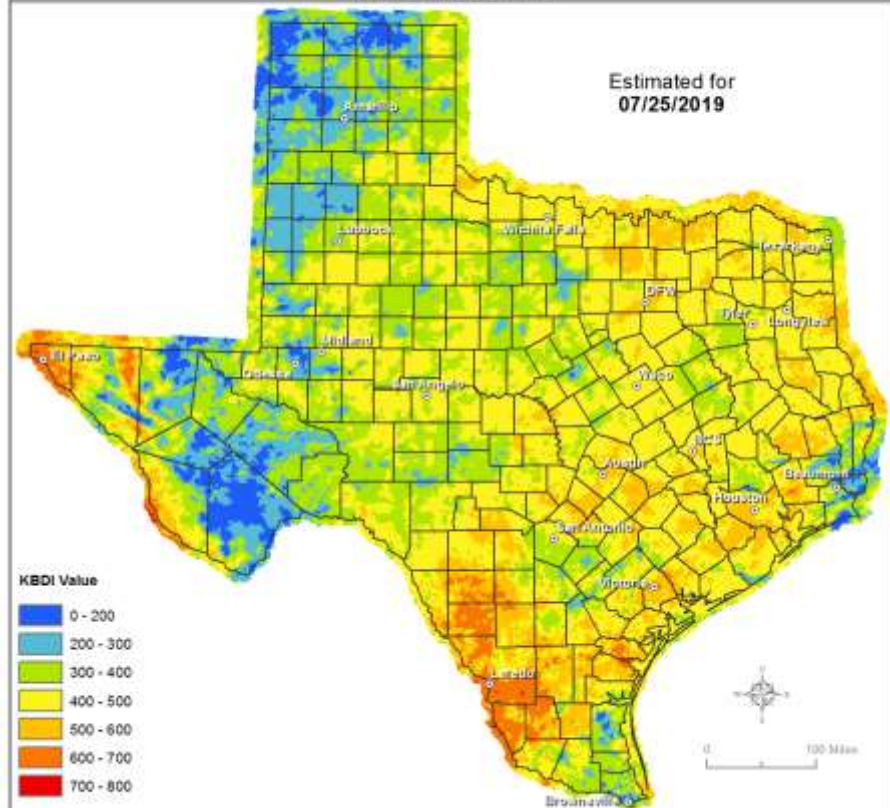 Estimated for
07/25/2019
Amarillo
Lubbock
Wichita Falls
Texarkana
DFW
Tyler
Longview
Midland
El Paso
Odessa
San Angelo
Waco
BCS
Austin
Beaumont
Houston
San Antonio
Victoria
Laredo
Brownsville
KBDI Value
0 - 200
200 - 300
300 - 400
400 - 500
500 - 600
600 - 700
700 - 800
0 100 Miles